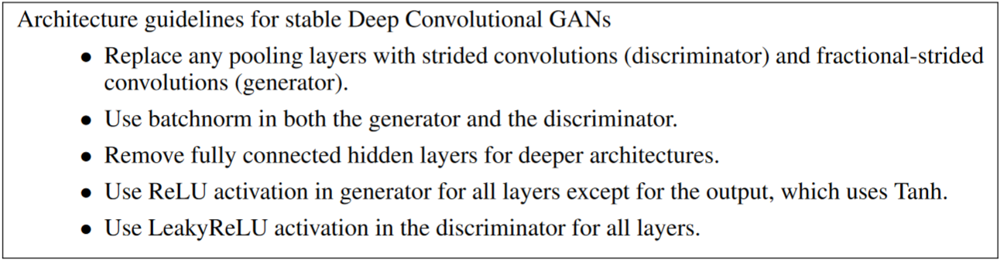 Architecture guidelines for stable Deep Convolutional GANs
• Replace any pooling layers with strided convolutions (discriminator) and fractional-strided
convolutions (generator).
• Use batchnorm in both the generator and the discriminator.
• Remove fully connected hidden layers for deeper architectures.
• Use ReLU activation in generator for all layers except for the output, which uses Tanh.
• Use LeakyReLU activation in the discriminator for all layers.